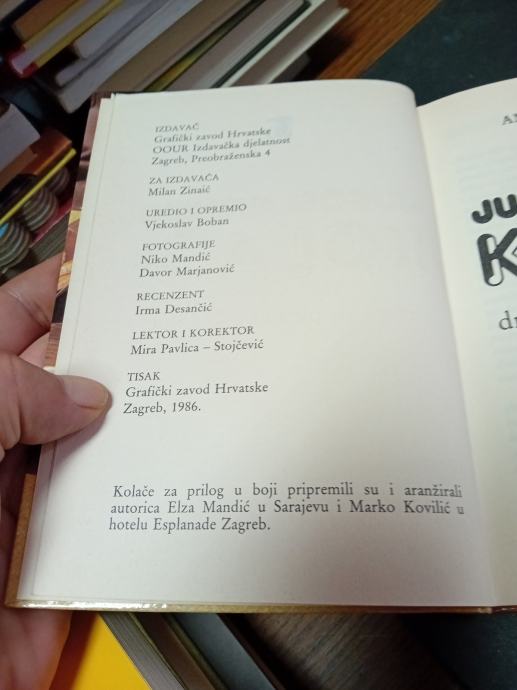 IZDAVAČ
Grafički zavod Hrvatske
OOUR Izdavačka djelatnost
Zagreb, Preobraženska 4
ZA IZDAVAČA
Milan Zinaić
UREDIO I OPREMIO
Vjekoslav Boban
FOTOGRAFIJE
Niko Mandić
Davor Marjanović
RECENZENT
Irma Desančić
LEKTOR I KOREKTOR
Mira Pavlica – Stojčević
TISAK
Grafički zavod Hrvatske
Zagreb, 1986.
Kolače za prilog u boji pripremili su i aranžirali
autorica Elza Mandić u Sarajevu i Marko Kovilić u
hotelu Esplanade Zagreb.